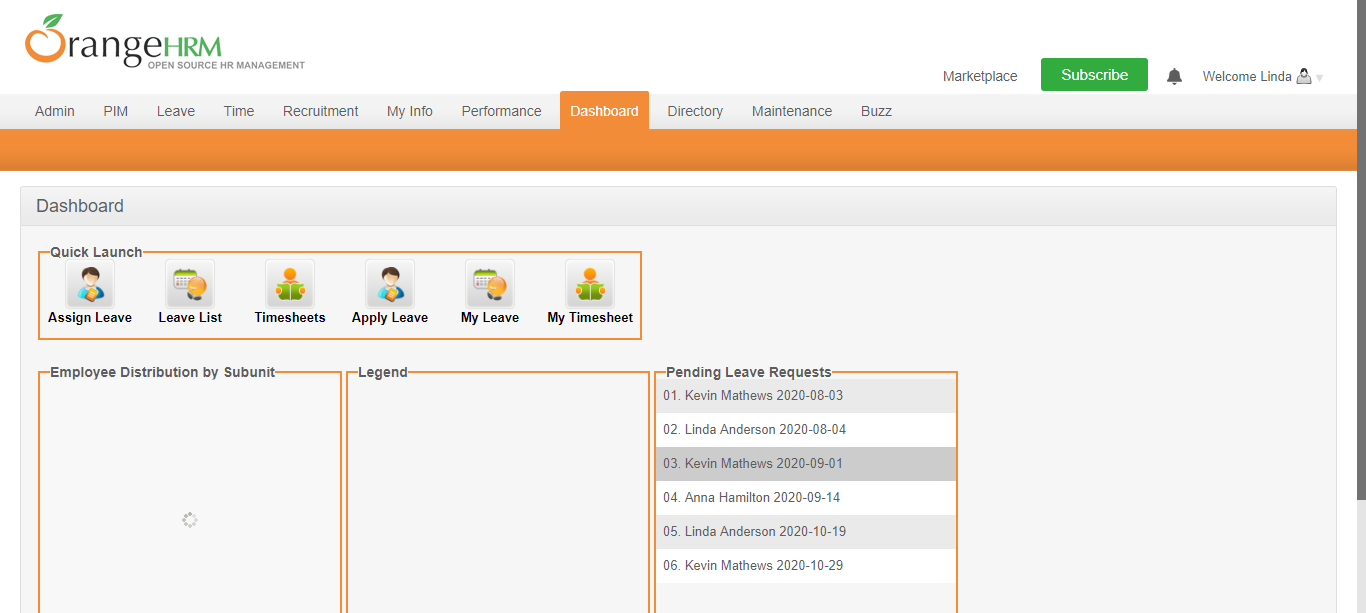 OrangeHRM
OPEN SOURCE HR MANAGEMENT
Marketplace Subscribe Welcome Linda
Admin PIM Leave Time Recruitment My Info Performance Dashboard Directory Maintenance Buzz
Dashboard
Quick Launch
Assign Leave Leave List Timesheets Apply Leave My Leave My Timesheet
Employee Distribution by Subunit Legend Pending Leave Requests
01. Kevin Mathews 2020-08-03
02. Linda Anderson 2020-08-04
03. Kevin Mathews 2020-09-01
04. Anna Hamilton 2020-09-14
05. Linda Anderson 2020-10-19
06. Kevin Mathews 2020-10-29